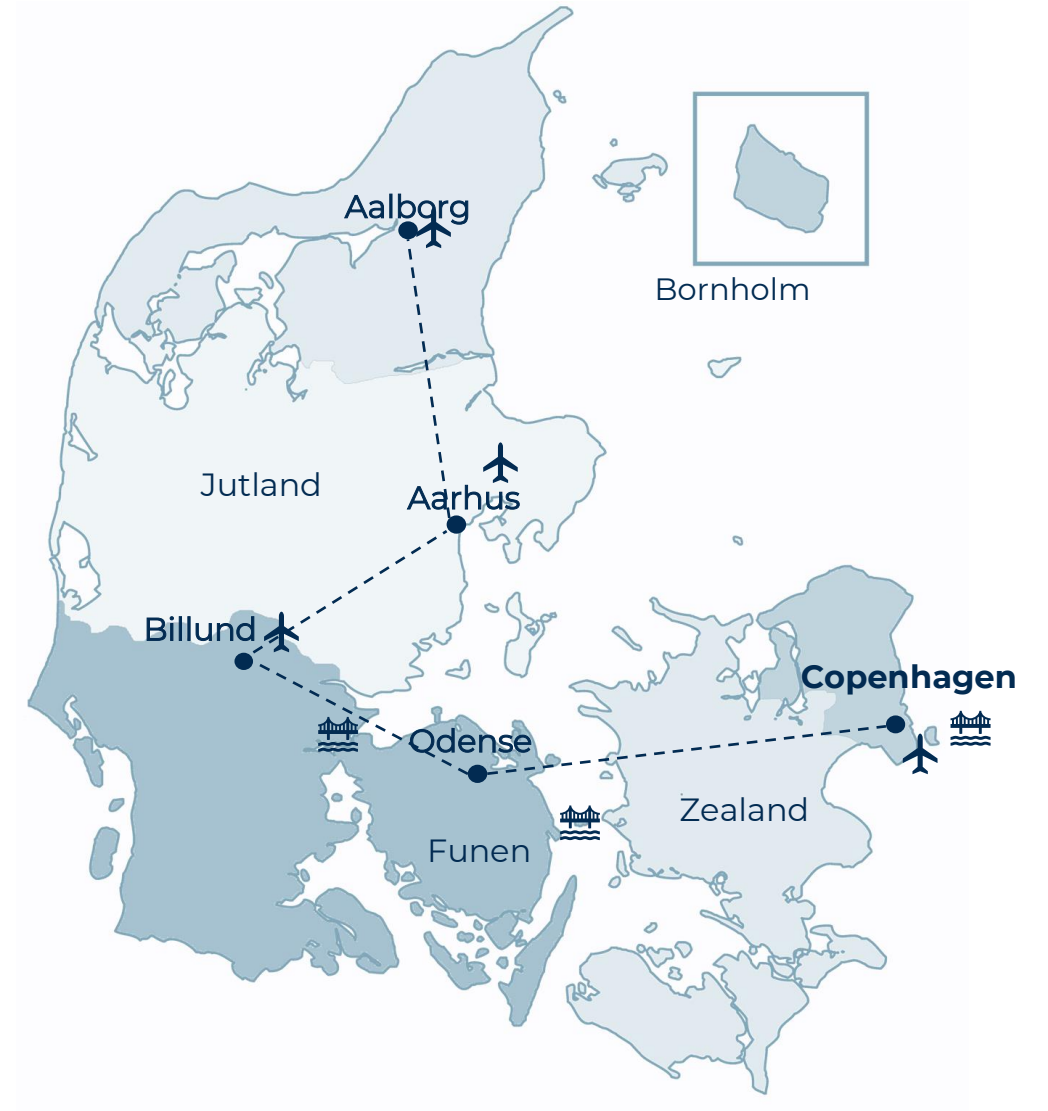 Aalborg
Bornholm
Jutland
Aarhus
Billund
Copenhagen
Odense
Zealand
Funen